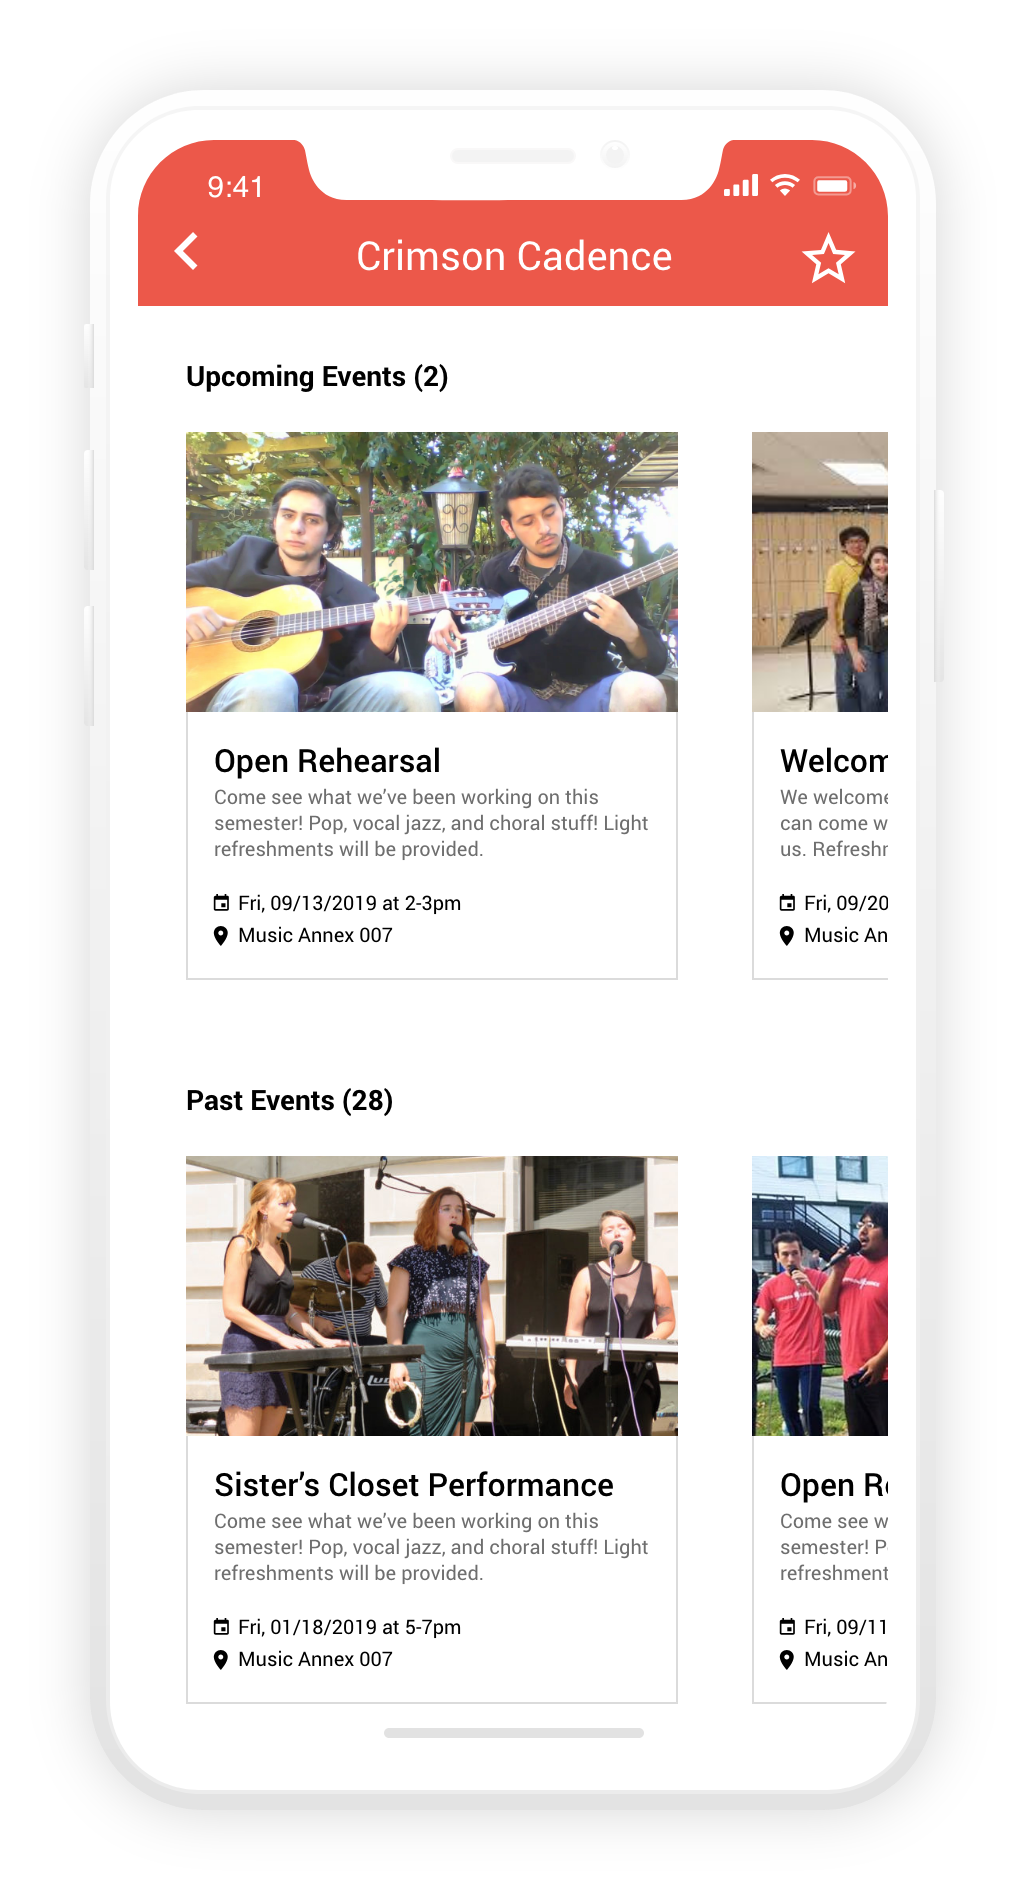 9:41
Crimson Cadence
Upcoming Events (2)
Open Rehearsal
Come see what we’ve been working on this
semester! Pop, vocal jazz, and choral stuff! Light
refreshments will be provided.
Fri, 09/13/2019 at 2-3pm
Music Annex 007
Welcom
We welcome
can come w
us. Refreshr
Fri, 09/20
Music An
Past Events (28)
Sister’s Closet Performance
Come see what we’ve been working on this
semester! Pop, vocal jazz, and choral stuff! Light
refreshments will be provided.
Fri, 01/18/2019 at 5-7pm
Music Annex 007
Open Re
Come see w
semester! P
refreshment
Fri, 09/11
Music An